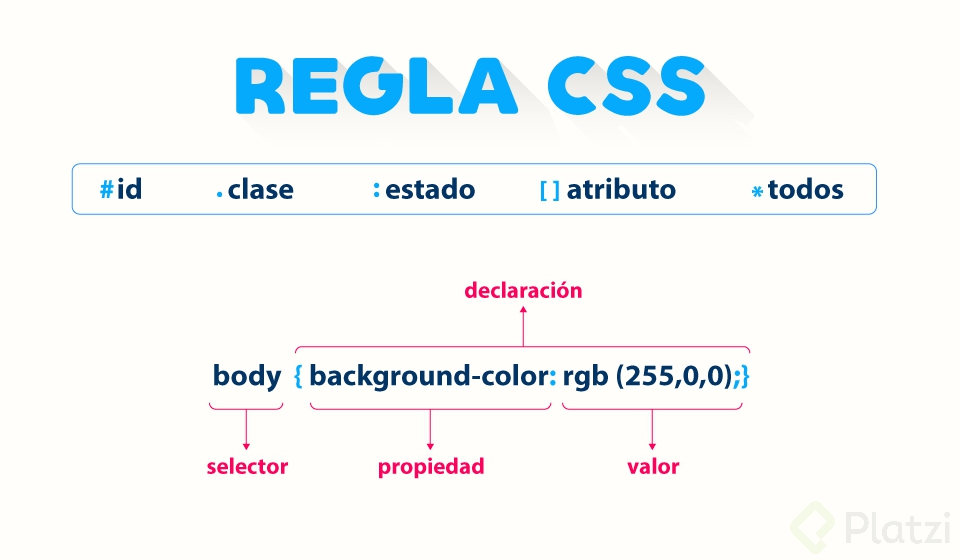 REGLA CSS
#id .clase :estado [ ] atributo *todos
declaración
body { background-color: rgb (255,0,0);}
selector propiedad valor
Platzi